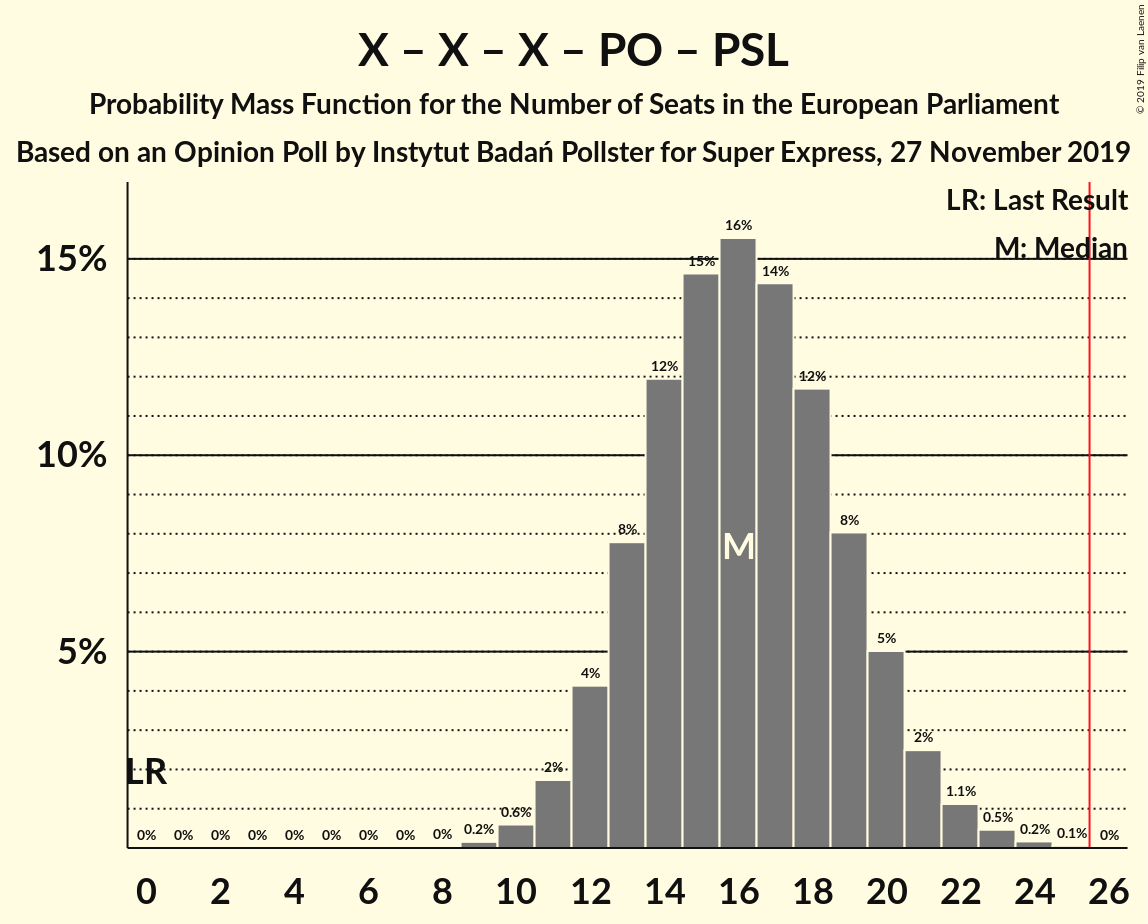 X – X – X – PO – PSL
Probability Mass Function for the Number of Seats in the European Parliament
Based on an Opinion Poll by Instytut Badań Pollster for Super Express, 27 November 2019
© 2019 Filip van Laenen
LR: Last Result
M: Median
15%
10%
5%
LR
M
0% 0% 0% 0% 0% 0% 0% 0% 0% 0.2% 0.6% 2% 4% 8% 12% 15% 16% 14% 12% 8% 5% 2% 1.1% 0.5% 0.2% 0.1% 0%
0 2 4 6 8 10 12 14 16 18 20 22 24 26